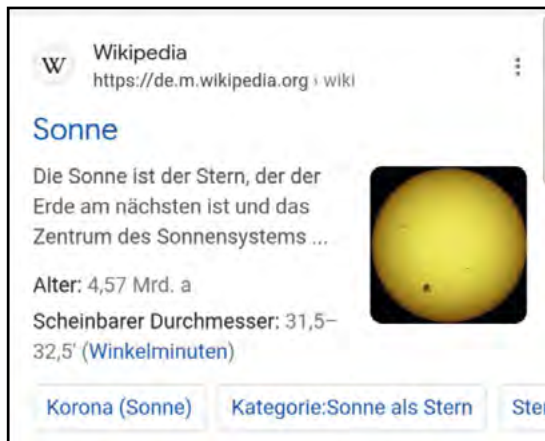 W
Wikipedia
https://de.m.wikipedia.org › wiki
Sonne
Die Sonne ist der Stern, der der
Erde am nächsten ist und das
Zentrum des Sonnensystems ...
Alter: 4,57 Mrd. a
Scheinbarer Durchmesser: 31,5–
32,5' (Winkelminuten)
Korona (Sonne) Kategorie:Sonne als Stern